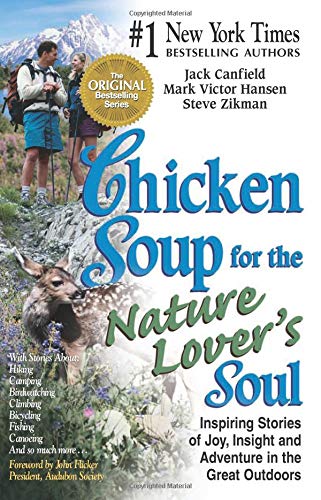 #1 New York Times
BESTSELLING AUTHORS
Jack Canfield
Mark Victor Hansen
Steve Zikman
The
ORIGINAL
Bestselling
Series
Chicken
Soup for the
Nature
Lover's
Soul
With Stories About:
Hiking
Camping
Birdwatching
Climbing
Bicycling
Fishing
Canoeing
And so much more . . .
Foreword by John Flicker
President, Audubon Society
Inspiring Stories
of Joy, Insight and
Adventure in the
Great Outdoors